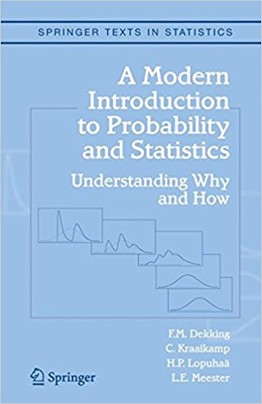 SPRINGER TEXTS IN STATISTICS
A Modern
Introduction
to Probability
and Statistics
Understanding Why
and How
F.M. Dekking
C. Kraaikamp
H.P. Lopuhaä
L.E. Meester
Springer